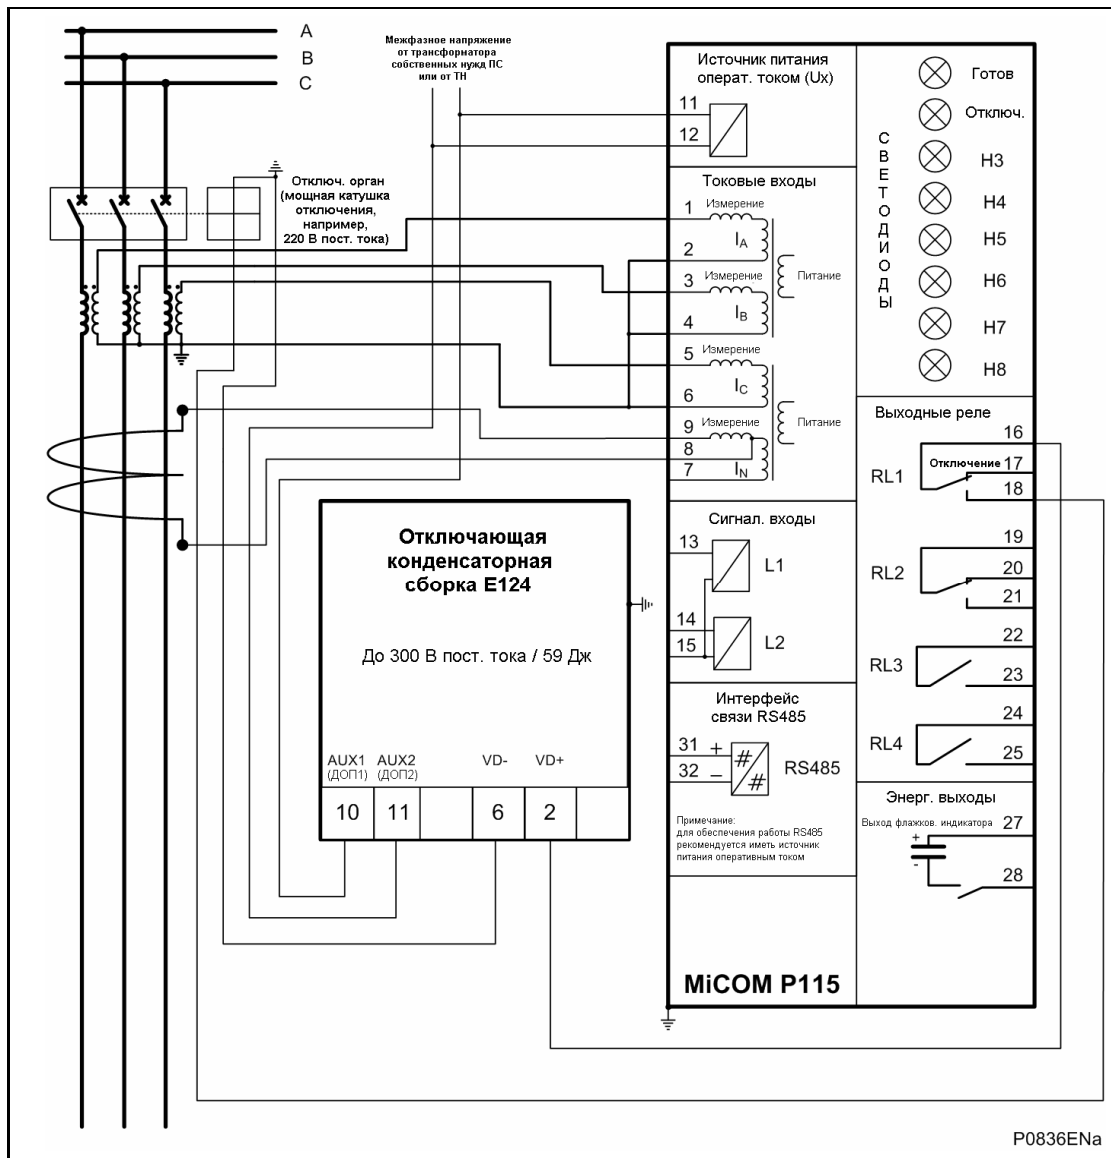 A
B
C
Межфазное напряжение
от трансформатора
собственных нужд ПС
или от ТН
Отключ. орган
(мощная катушка
отключения,
например,
220 В пост. тока)
Источник питания
операт. током (Ux)
11
12
Токовые входы
1
Измерение
IA
2
3
Измерение
Питание
IB
4
5
Измерение
IC
6
9
Измерение
Питание
8
IN
7
Сигнал. входы
13
L1
14
15
L2
Интерфейс
связи RS485
31
+
32
–
#
#
RS485
Примечание:
для обеспечения работы RS485
рекомендуется иметь источник
питания оперативным током
MiCOM P115
СВЕТОДИОДЫ
Готов
Отключ.
H3
H4
H5
H6
H7
H8
Выходные реле
16
Отключение
17
RL1
18
19
RL2
20
21
22
RL3
23
24
RL4
25
Энерг. выходы
Выход флажков. индикатора
27
+
-
28
Отключающая
конденсаторная
сборка E124
До 300 В пост. тока / 59 Дж
AUX1
(ДОП1)
AUX2
(ДОП2)
VD-
VD+
10
11
6
2
P0836ENa